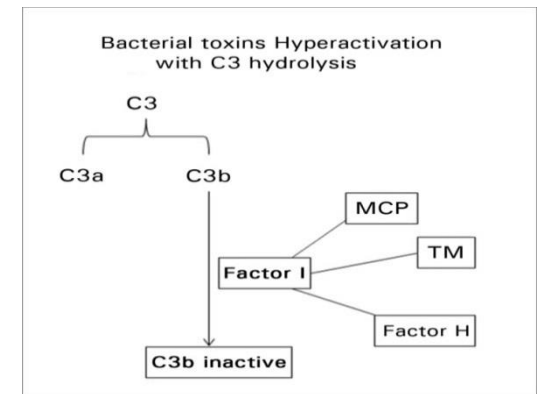 Bacterial toxins Hyperactivation
with C3 hydrolysis
C3
C3a
C3b
MCP
TM
Factor I
Factor H
C3b inactive